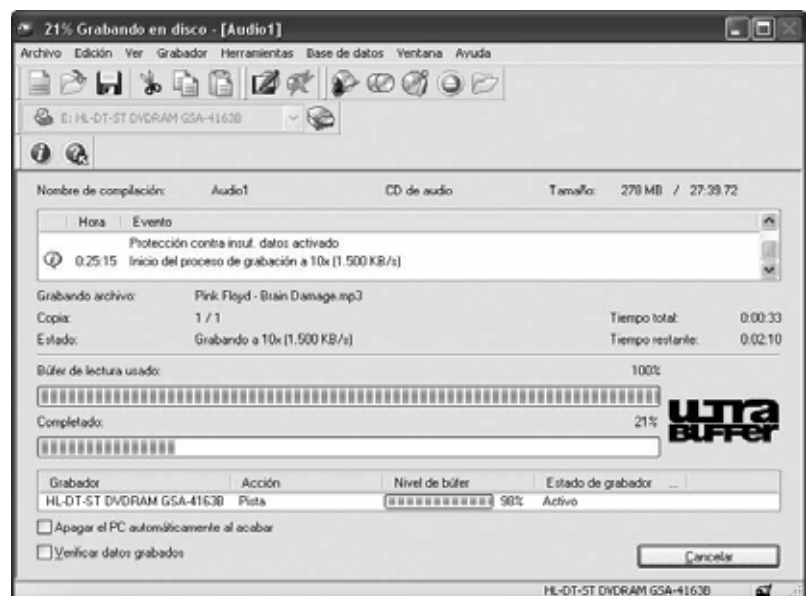 21% Grabando en disco - [Audio1]
Archivo Edición Ver Grabador Herramientas Base de datos Ventana Ayuda
E: HL-DT-ST DVDRAM GSA-4163B
Nombre de compilación: Audio1 CD de audio Tamaño: 278 MB / 27:39.72
Hora Evento
Protección contra insuf. datos activado
0:25:15 Inicio del proceso de grabación a 10x (1.500 KB/s)
Grabando archivo: Pink Floyd - Brain Damage.mp3
Copia: 1 / 1 Tiempo total: 0:00:33
Estado: Grabando a 10x (1.500 KB/s) Tiempo restante: 0:02:10
Búfer de lectura usado: 100%
Completado: 21%
ULTRA
BUFFER
Grabador Acción Nivel de búfer Estado de grabador ...
HL-DT-ST DVDRAM GSA-4163B Pista 98% Activo
Apagar el PC automáticamente al acabar
Verificar datos grabados
Cancelar
HL-DT-ST DVDRAM GSA-4163B